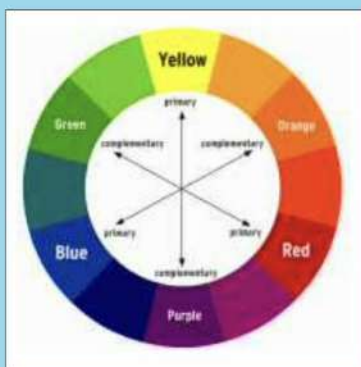 Yellow
primary
Green
Orange
complementary
complementary
primary
primary
Blue
Red
complementary
Purple